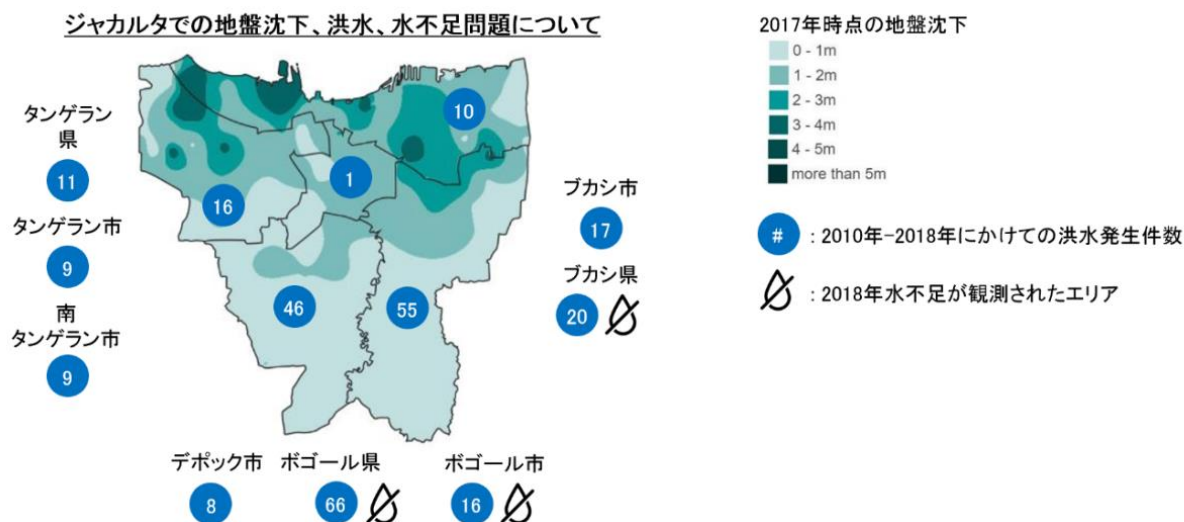 ジャカルタでの地盤沈下、洪水、水不足問題について
2017年時点の地盤沈下
0 - 1m
1 - 2m
2 - 3m
3 - 4m
4 - 5m
more than 5m
# : 2010年-2018年にかけての洪水発生件数
: 2018年水不足が観測されたエリア
タンゲラン
県
11
タンゲラン市
9
南
タンゲラン市
9
10
1
16
46
55
ブカシ市
17
ブカシ県
20
デポック市
8
ボゴール県
66
ボゴール市
16